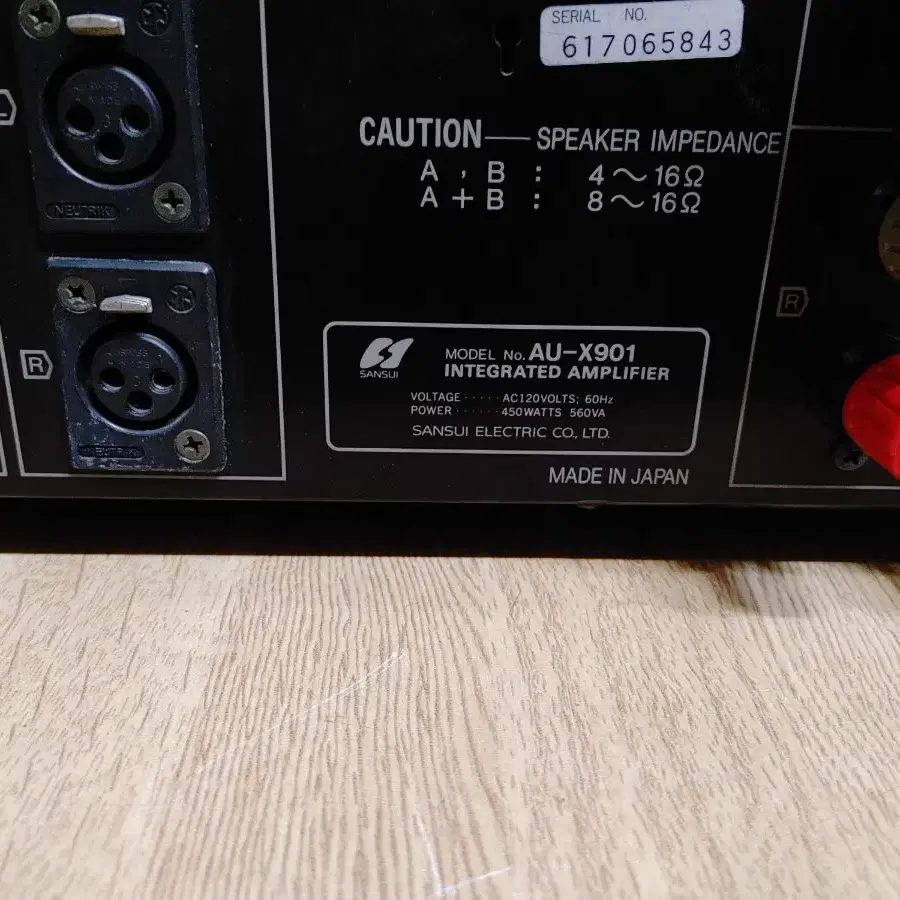 SERIAL NO.
617065843
CAUTION — SPEAKER IMPEDANCE
A , B : 4～16Ω
A + B : 8～16Ω
NEUTRIK
R
R
SANSUI
MODEL No. AU-X901
INTEGRATED AMPLIFIER
VOLTAGE ····· AC120VOLTS; 60Hz
POWER ······ 450WATTS 560VA
SANSUI ELECTRIC CO., LTD.
NEUTRIK
MADE IN JAPAN